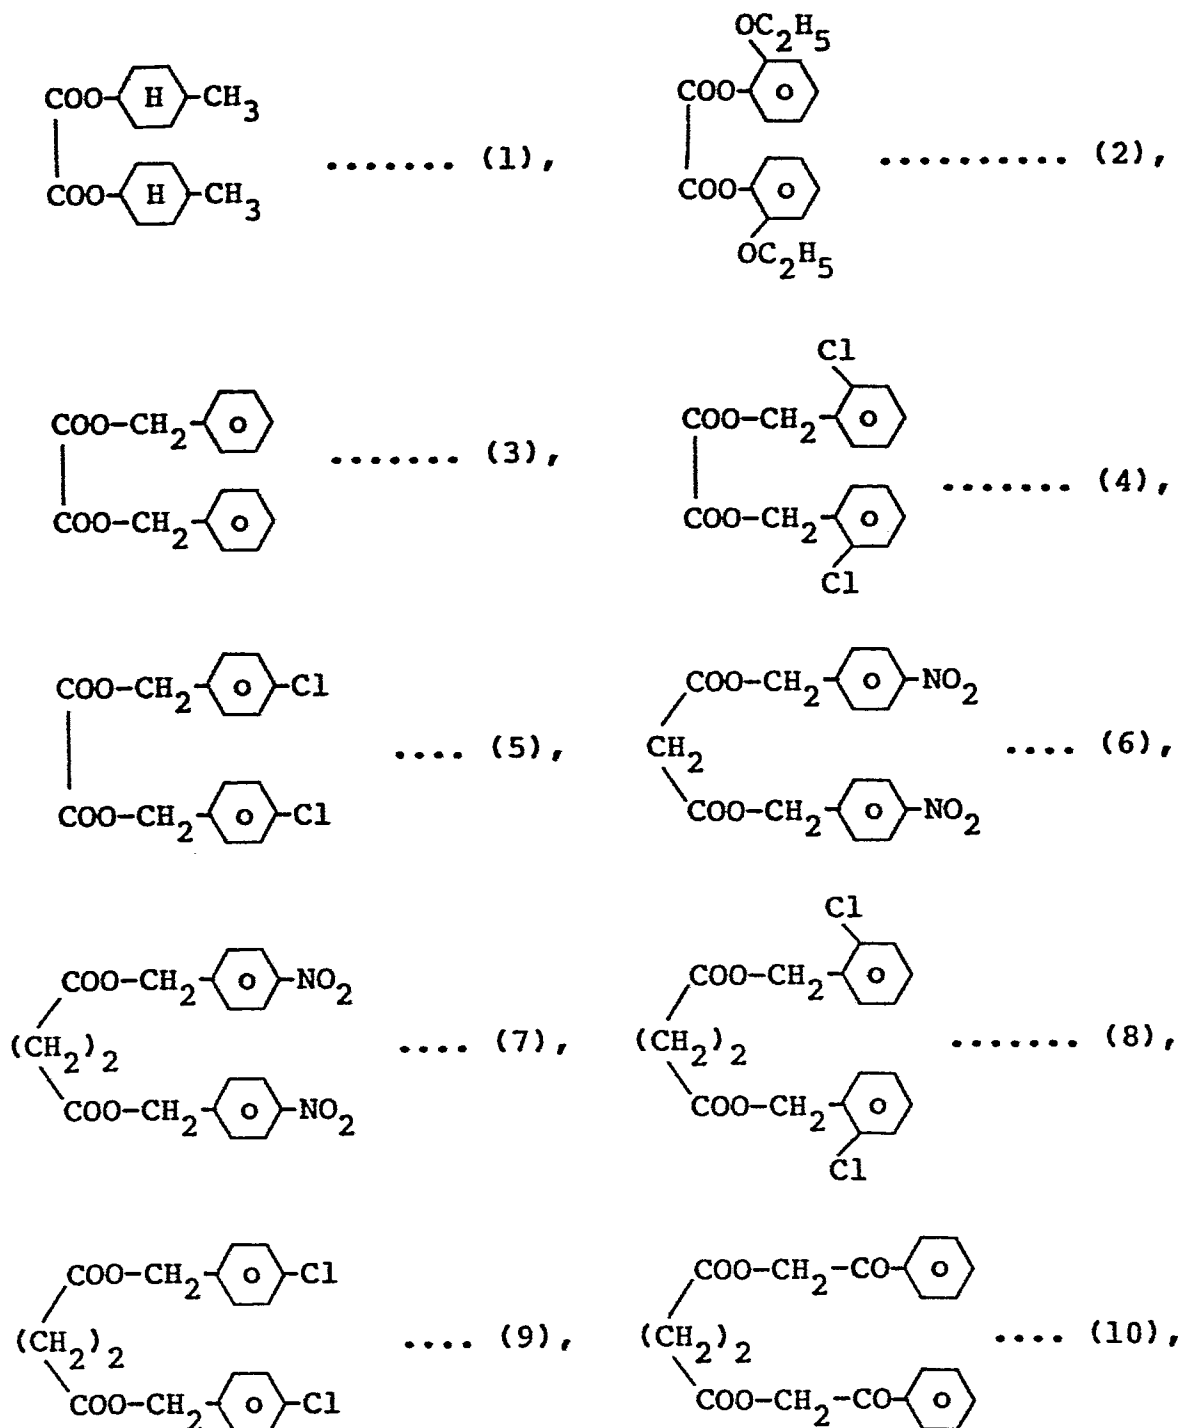 OC2H5
COO H CH3
COO O
....... (1),
.......... (2),
COO H CH3
COO O
OC2H5
Cl
COO-CH2 O
COO-CH2 O
....... (3),
....... (4),
COO-CH2 O
COO-CH2 O
Cl
COO-CH2 O Cl
COO-CH2 O NO2
.... (5),
CH2
.... (6),
COO-CH2 O Cl
COO-CH2 O NO2
Cl
COO-CH2 O NO2
COO-CH2 O
(CH2)2
.... (7),
(CH2)2
....... (8),
COO-CH2 O NO2
COO-CH2 O
Cl
COO-CH2 O Cl
COO-CH2-CO O
(CH2)2
.... (9),
(CH2)2
.... (10),
COO-CH2 O Cl
COO-CH2-CO O